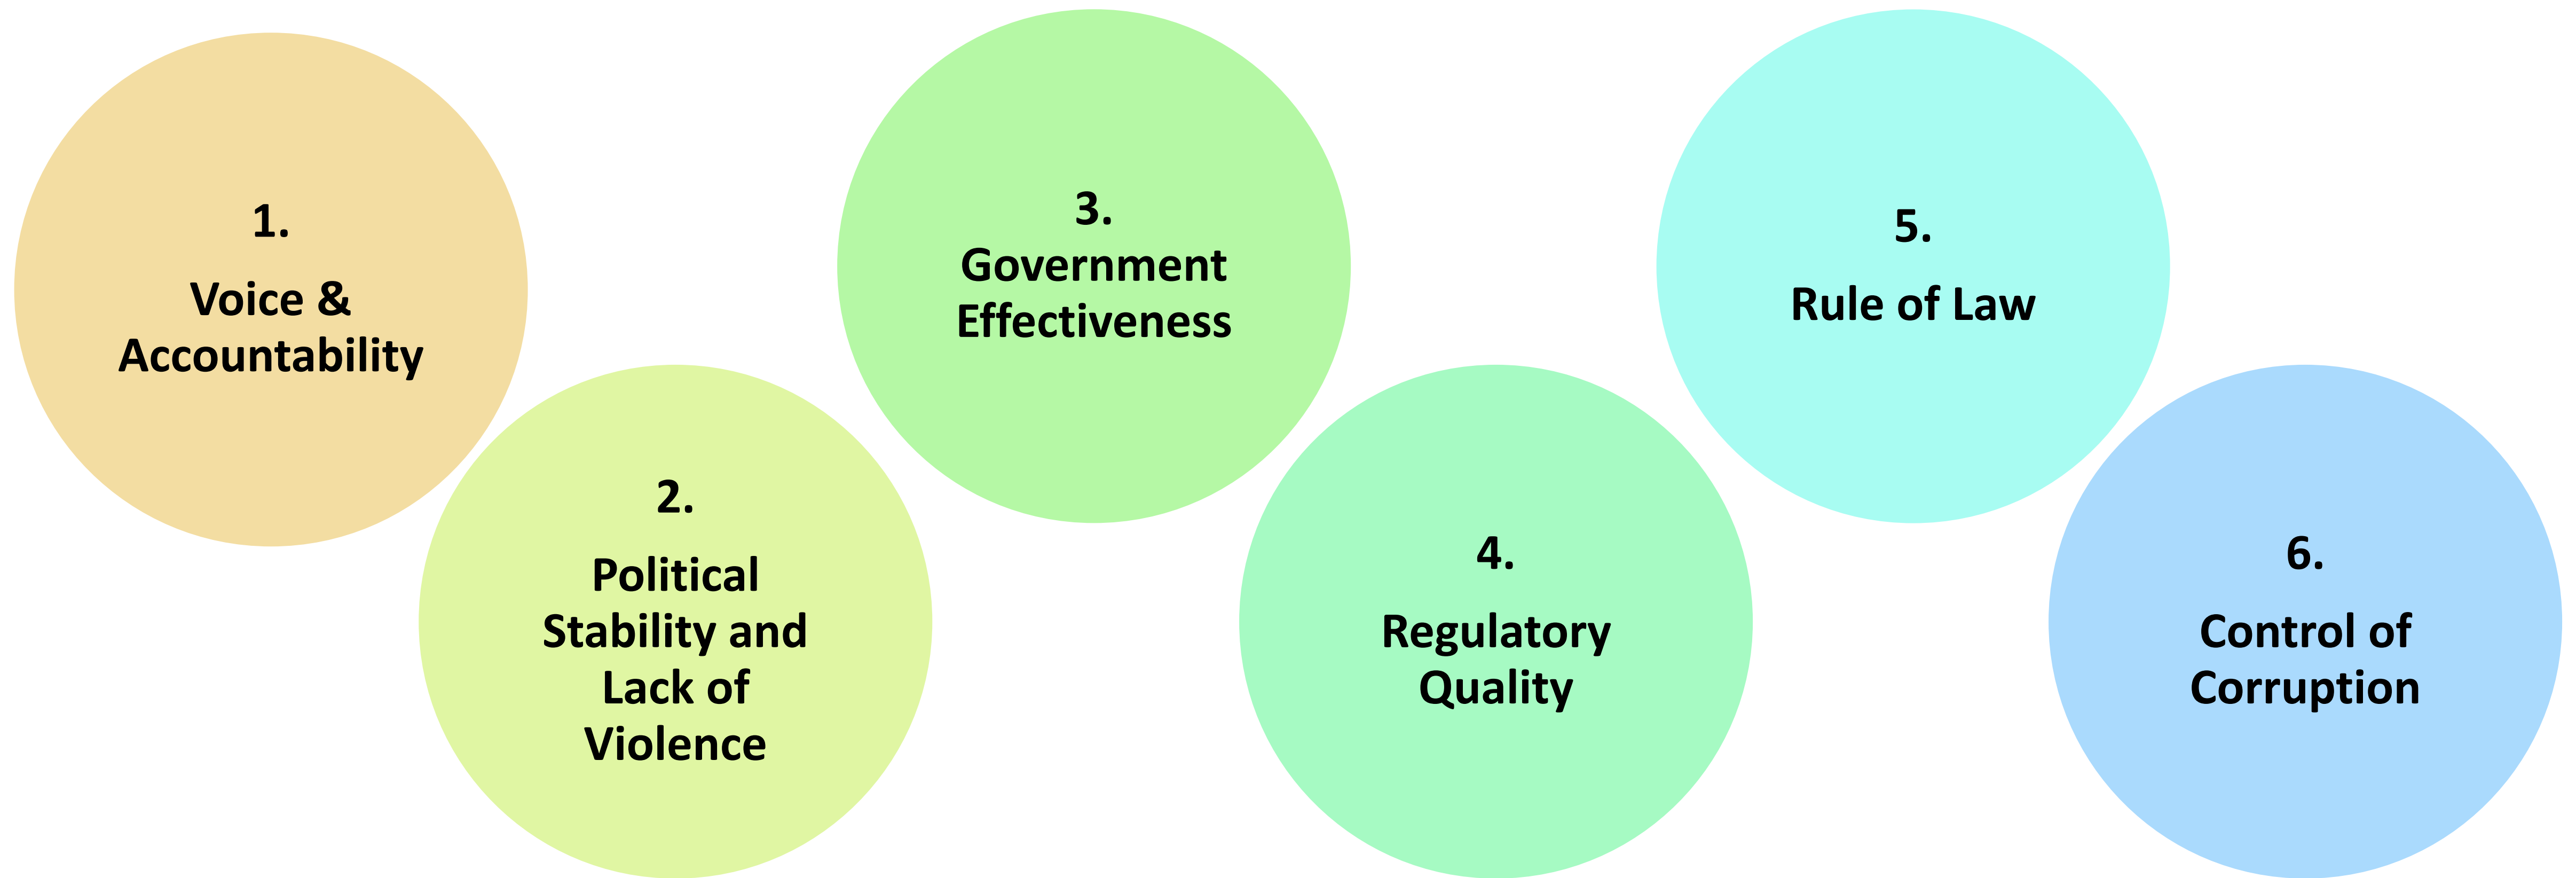 1.
Voice &
Accountability
2.
Political
Stability and
Lack of
Violence
3.
Government
Effectiveness
4.
Regulatory
Quality
5.
Rule of Law
6.
Control of
Corruption